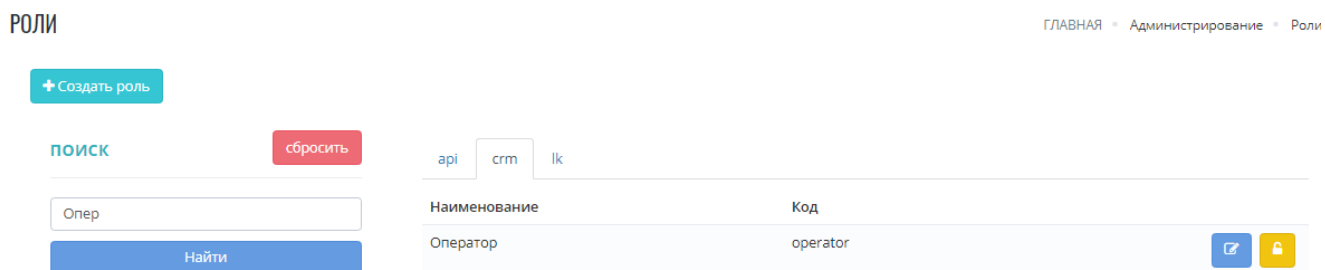 РОЛИ
ГЛАВНАЯ • Администрирование • Роли
+ Создать роль
ПОИСК
сбросить
Опер
Найти
api crm lk
Наименование Код
Оператор operator